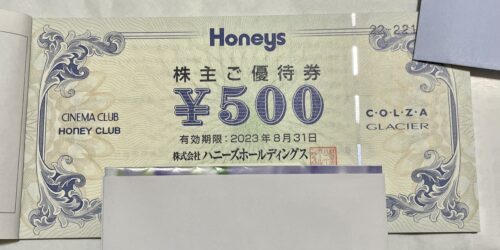 Honeys
株主ご優待券
¥500
CINEMA CLUB
HONEY CLUB
C・O・L・Z・A
GLACIER
有効期限：2023年8月31日
株式会社 ハニーズホールディングス